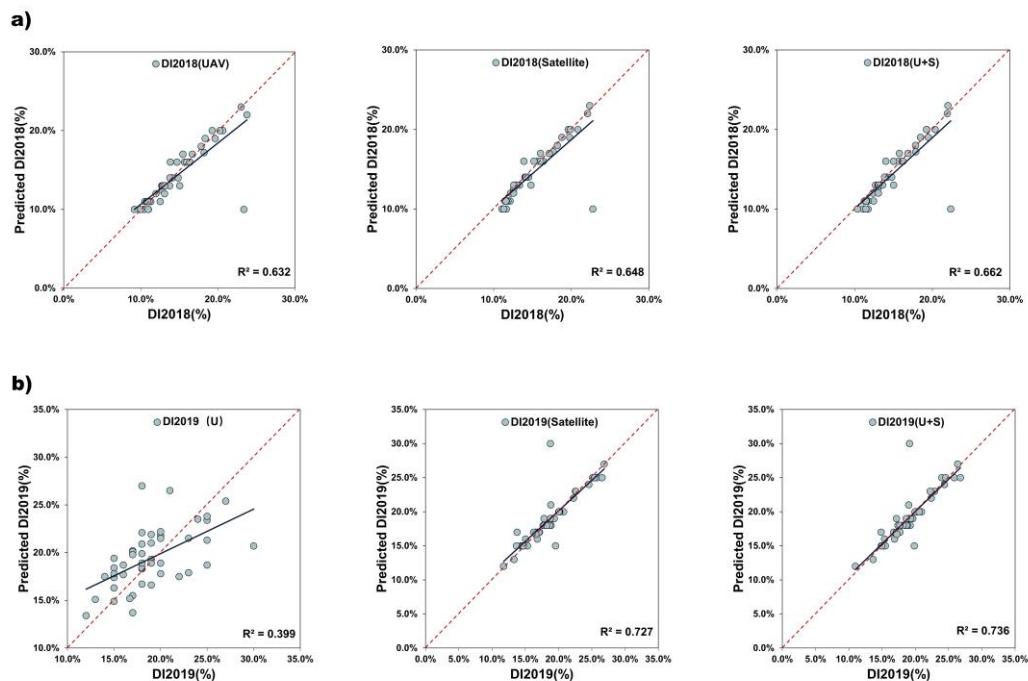 a)
DI2018(UAV)
30.0%
20.0%
10.0%
0.0%
Predicted DI2018(%)
R² = 0.632
0.0% 10.0% 20.0% 30.0%
DI2018(%)
DI2018(Satellite)
30.0%
20.0%
10.0%
0.0%
Predicted DI2018(%)
R² = 0.648
0.0% 10.0% 20.0% 30.0%
DI2018(%)
DI2018(U+S)
30.0%
20.0%
10.0%
0.0%
Predicted DI2018(%)
R² = 0.662
0.0% 10.0% 20.0% 30.0%
DI2018(%)
b)
DI2019 (U)
35.0%
30.0%
25.0%
20.0%
15.0%
10.0%
Predicted DI2019(%)
R² = 0.399
10.0% 15.0% 20.0% 25.0% 30.0% 35.0%
DI2019(%)
DI2019(Satellite)
35.0%
30.0%
25.0%
20.0%
15.0%
10.0%
5.0%
0.0%
Predicted DI2019(%)
R² = 0.727
0.0% 5.0% 10.0% 15.0% 20.0% 25.0% 30.0% 35.0%
DI2019(%)
DI2019(U+S)
35.0%
30.0%
25.0%
20.0%
15.0%
10.0%
5.0%
0.0%
Predicted DI2019(%)
R² = 0.736
0.0% 5.0% 10.0% 15.0% 20.0% 25.0% 30.0% 35.0%
DI2019(%)